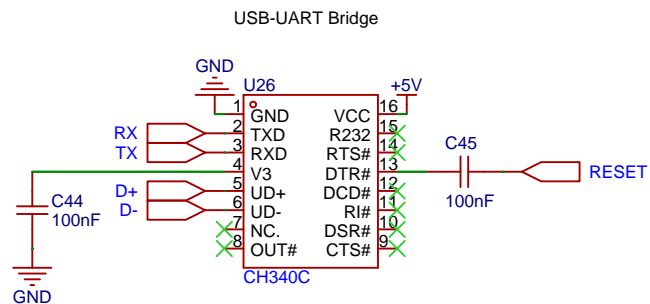 USB-UART Bridge
GND
U26
+5V
1 GND VCC 16
RX 2 TXD R232 15
TX 3 RXD RTS# 14
4 V3 DTR# 13
C45
100nF
RESET
D+ 5 UD+ DCD# 12
D- 6 UD- RI# 11
7 NC. DSR# 10
8 OUT# CTS# 9
C44
100nF
GND
CH340C